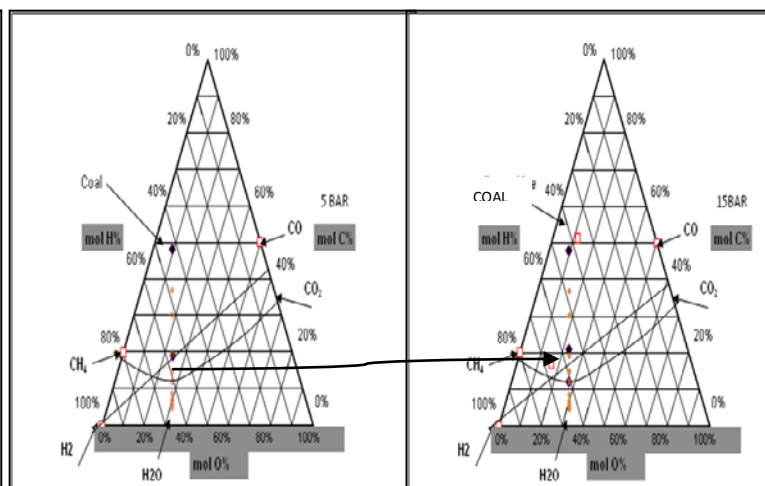 0% 100%
20% 80%
Coal
40% 60%
5 BAR
CO
mol H%
mol C%
60% 40%
CO2
80% 20%
CH4
100% 0%
0% 20% 40% 60% 80% 100%
H2
mol O%
H2O
0% 100%
20% 80%
COAL
40% 60%
15BAR
CO
mol H%
mol C%
60% 40%
CO2
80% 20%
CH4
100% 0%
0% 20% 40% 60% 80% 100%
H2
mol O%
H2O